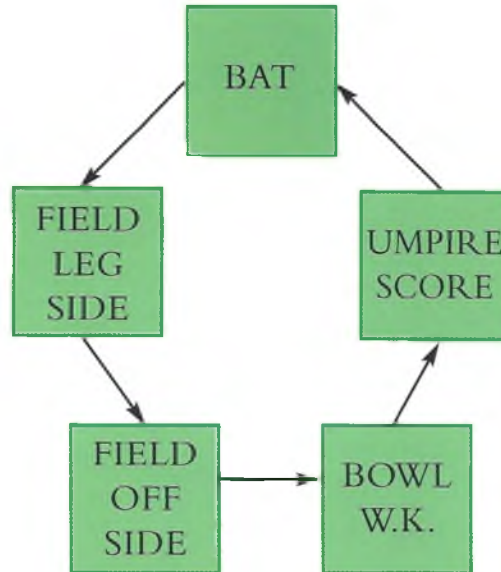 BAT
FIELD
LEG
SIDE
UMPIRE
SCORE
FIELD
OFF
SIDE
BOWL
W.K.